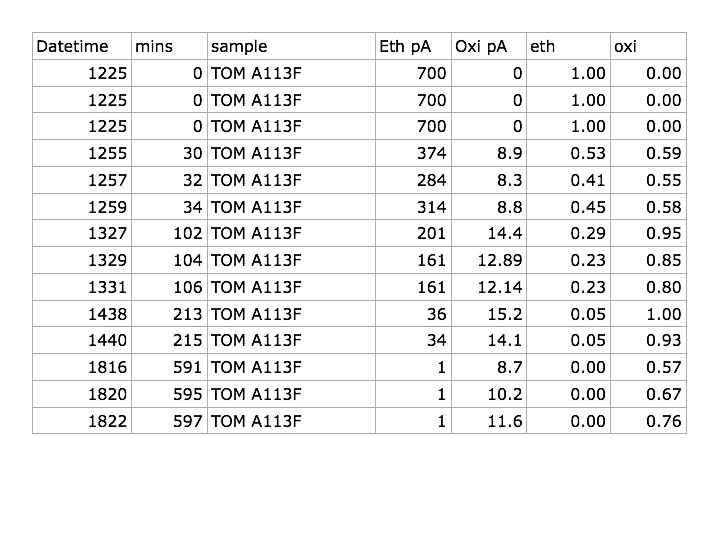 Datetime mins sample Eth pA Oxi pA eth oxi
1225 0 TOM A113F 700 0 1.00 0.00
1225 0 TOM A113F 700 0 1.00 0.00
1225 0 TOM A113F 700 0 1.00 0.00
1255 30 TOM A113F 374 8.9 0.53 0.59
1257 32 TOM A113F 284 8.3 0.41 0.55
1259 34 TOM A113F 314 8.8 0.45 0.58
1327 102 TOM A113F 201 14.4 0.29 0.95
1329 104 TOM A113F 161 12.89 0.23 0.85
1331 106 TOM A113F 161 12.14 0.23 0.80
1438 213 TOM A113F 36 15.2 0.05 1.00
1440 215 TOM A113F 34 14.1 0.05 0.93
1816 591 TOM A113F 1 8.7 0.00 0.57
1820 595 TOM A113F 1 10.2 0.00 0.67
1822 597 TOM A113F 1 11.6 0.00 0.76